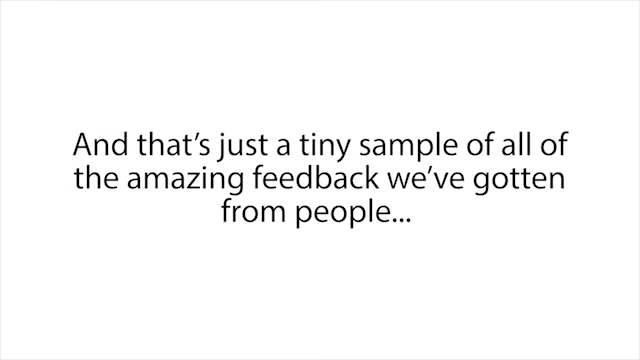 And that’s just a tiny sample of all of
the amazing feedback we’ve gotten
from people...